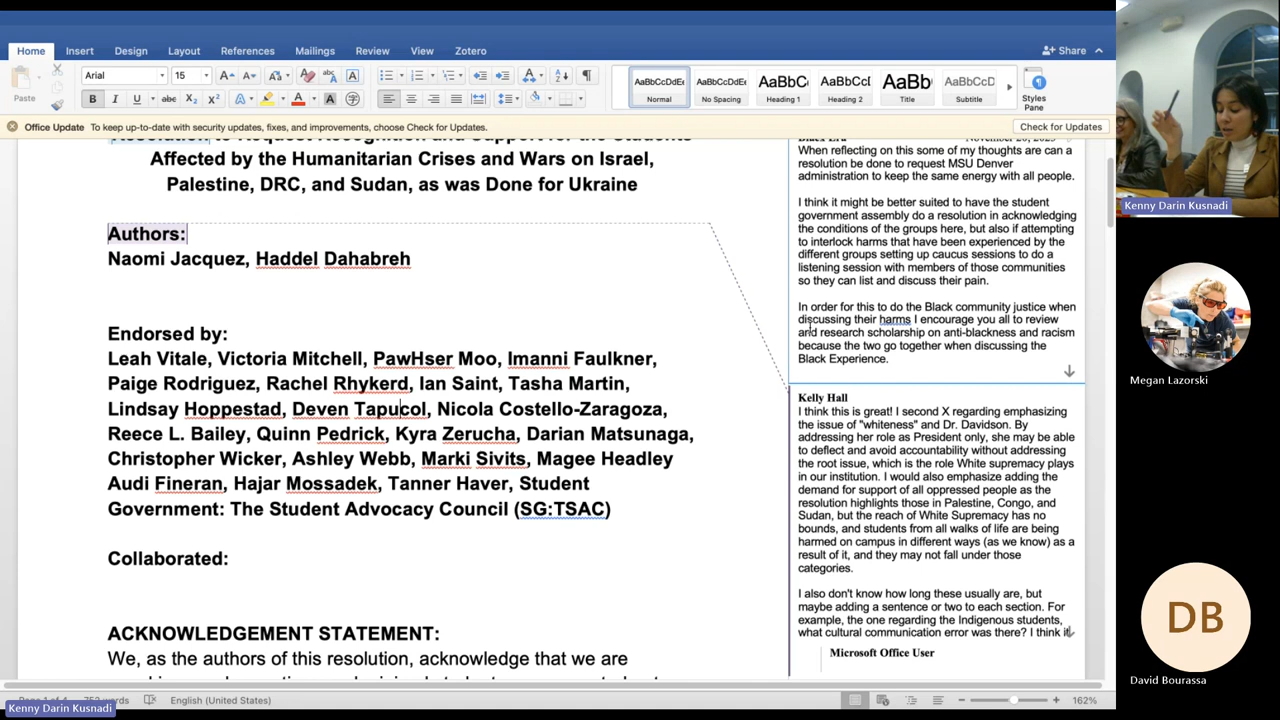 Home Insert Design Layout References Mailings Review View Zotero Share
Arial 15
Paste
AaBbCcDdEe AaBbCcDdEe AaBbC AaBbCcI AaBb AaBbCcD
Normal No Spacing Heading 1 Heading 2 Title Subtitle Styles Pane
Office Update To keep up-to-date with security updates, fixes, and improvements, choose Check for Updates. Check for Updates
Affected by the Humanitarian Crises and Wars on Israel,
Palestine, DRC, and Sudan, as was Done for Ukraine
Authors:
Naomi Jacquez, Haddel Dahabreh
Endorsed by:
Leah Vitale, Victoria Mitchell, PawHser Moo, Imanni Faulkner,
Paige Rodriguez, Rachel Rhykerd, Ian Saint, Tasha Martin,
Lindsay Hoppestad, Deven Tapucol, Nicola Costello-Zaragoza,
Reece L. Bailey, Quinn Pedrick, Kyra Zerucha, Darian Matsunaga,
Christopher Wicker, Ashley Webb, Marki Sivits, Magee Headley
Audi Fineran, Hajar Mossadek, Tanner Haver, Student
Government: The Student Advocacy Council (SG:TSAC)
Collaborated:
ACKNOWLEDGEMENT STATEMENT:
We, as the authors of this resolution, acknowledge that we are
When reflecting on this some of my thoughts are can a
resolution be done to request MSU Denver
administration to keep the same energy with all people.
I think it might be better suited to have the student
government assembly do a resolution in acknowledging
the conditions of the groups here, but also if attempting
to interlock harms that have been experienced by the
different groups setting up caucus sessions to do a
listening session with members of those communities
so they can list and discuss their pain.
In order for this to do the Black community justice when
discussing their harms I encourage you all to review
and research scholarship on anti-blackness and racism
because the two go together when discussing the
Black Experience.
Kelly Hall
I think this is great! I second X regarding emphasizing
the issue of "whiteness" and Dr. Davidson. By
addressing her role as President only, she may be able
to deflect and avoid accountability without addressing
the root issue, which is the role White supremacy plays
in our institution. I would also emphasize adding the
demand for support of all oppressed people as the
resolution highlights those in Palestine, Congo, and
Sudan, but the reach of White Supremacy has no
bounds, and students from all walks of life are being
harmed on campus in different ways (as we know) as a
result of it, and they may not fall under those
categories.
I also don't know how long these usually are, but
maybe adding a sentence or two to each section. For
example, the one regarding the Indigenous students,
what cultural communication error was there? I think it
Microsoft Office User
English (United States) 162%
Kenny Darin Kusnadi
Kenny Darin Kusnadi
Megan Lazorski
DB
David Bourassa